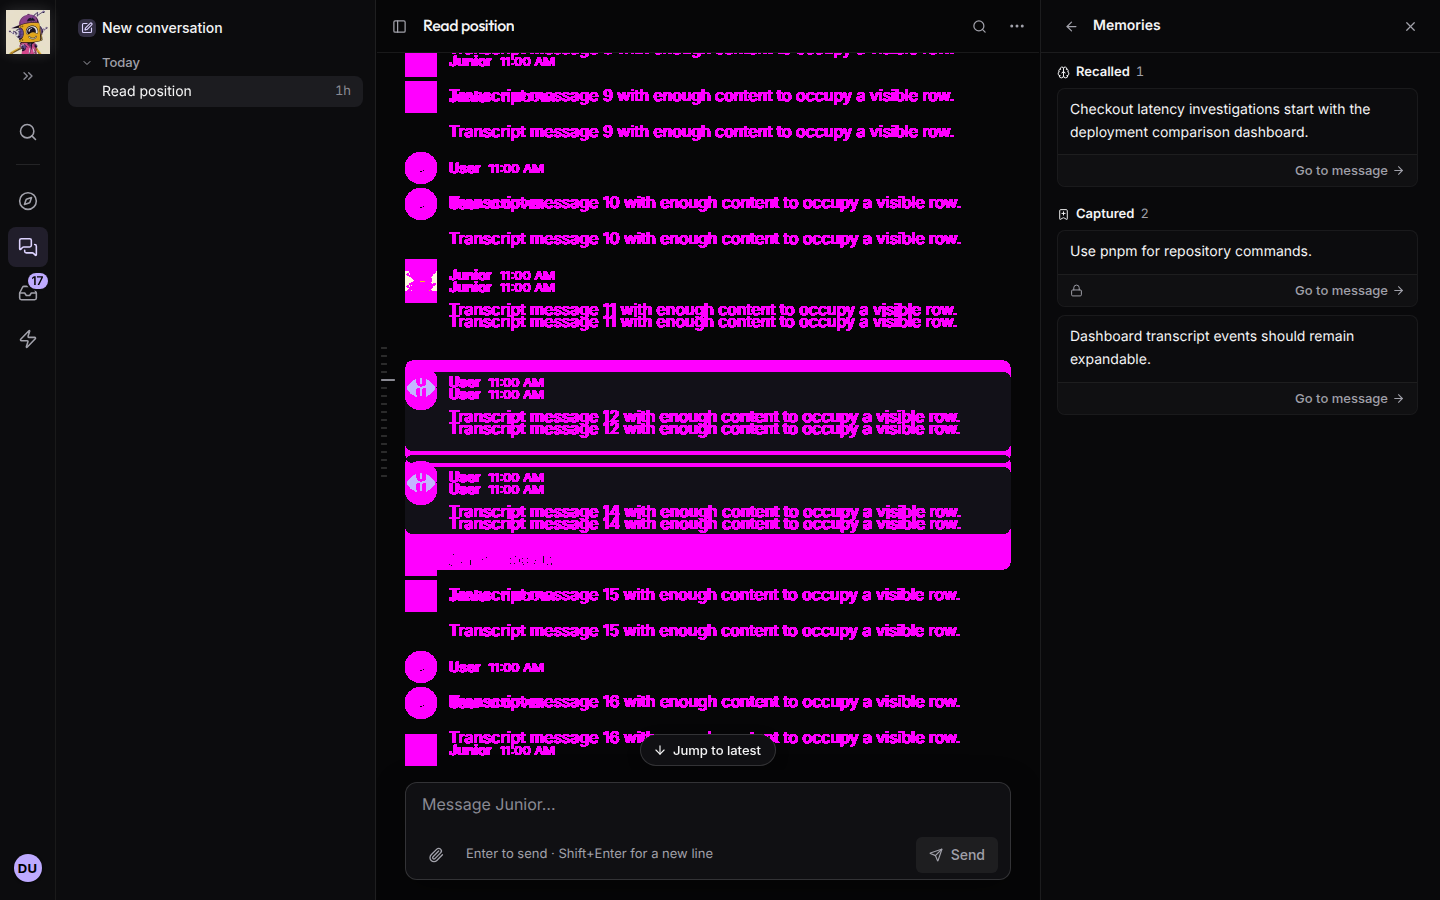 New conversation
Today
Read position
1h
17
DU
Read position
Junior 11:00 AM
Transcript message 9 with enough content to occupy a visible row.
Transcript message 9 with enough content to occupy a visible row.
User 11:00 AM
Transcript message 10 with enough content to occupy a visible row.
Transcript message 10 with enough content to occupy a visible row.
Junior 11:00 AM
Junior 11:00 AM
Transcript message 11 with enough content to occupy a visible row.
Transcript message 11 with enough content to occupy a visible row.
User 11:00 AM
User 11:00 AM
Transcript message 12 with enough content to occupy a visible row.
Transcript message 12 with enough content to occupy a visible row.
User 11:00 AM
User 11:00 AM
Transcript message 14 with enough content to occupy a visible row.
Transcript message 14 with enough content to occupy a visible row.
Transcript message 15 with enough content to occupy a visible row.
Transcript message 15 with enough content to occupy a visible row.
User 11:00 AM
Transcript message 16 with enough content to occupy a visible row.
Transcript message 16 with enough content to occupy a visible row.
Junior 11:00 AM
Jump to latest
Message Junior...
Enter to send · Shift+Enter for a new line
Send
Memories
Recalled 1
Checkout latency investigations start with the
deployment comparison dashboard.
Go to message
Captured 2
Use pnpm for repository commands.
Go to message
Dashboard transcript events should remain
expandable.
Go to message